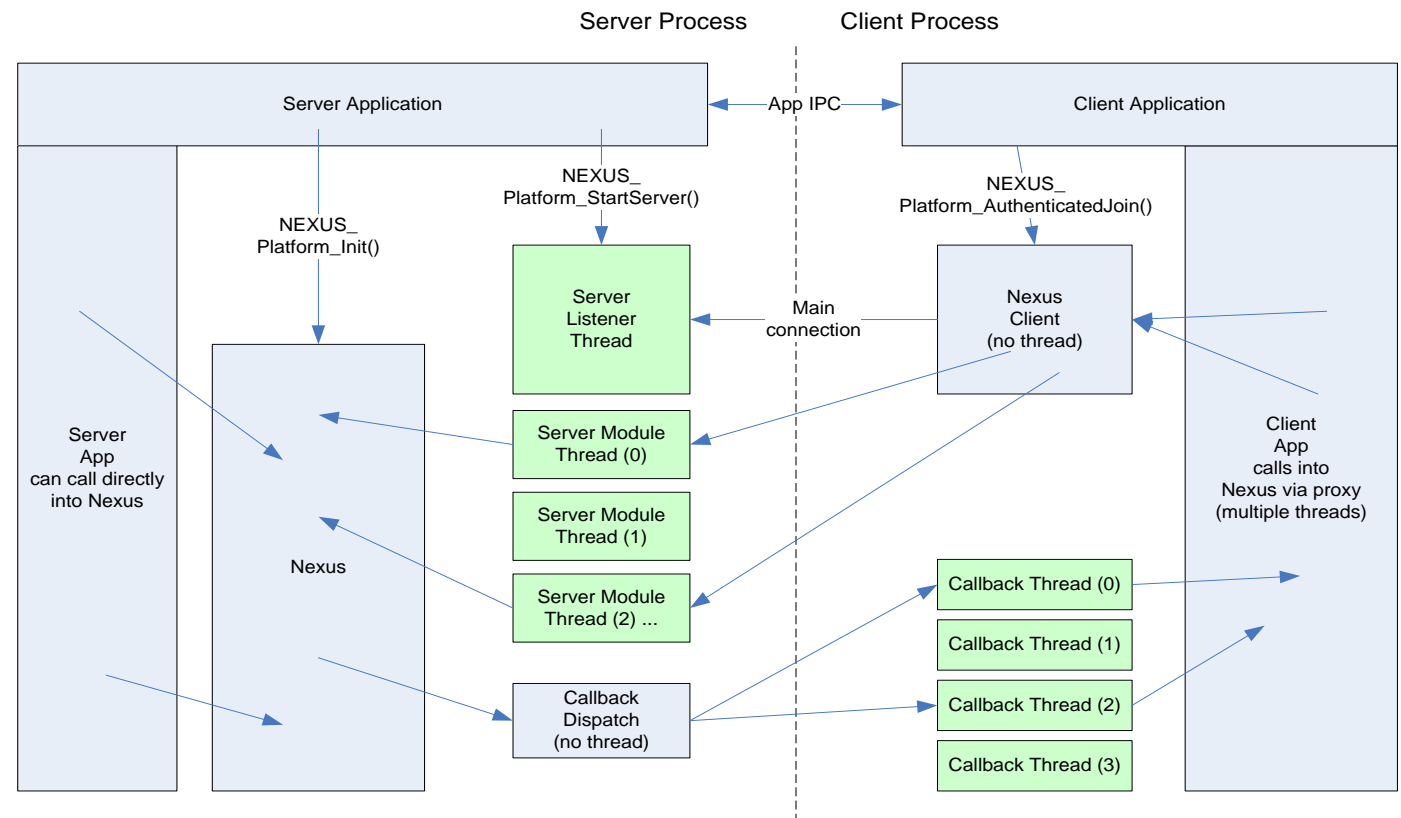 Server Process
Client Process
Server Application
App IPC
Client Application
NEXUS_
Platform_StartServer()
NEXUS_
Platform_AuthenticatedJoin()
NEXUS_
Platform_Init()
Server
Listener
Thread
Main
connection
Nexus
Client
(no thread)
Server
App
can call directly
into Nexus
Nexus
Server Module
Thread (0)
Server Module
Thread (1)
Server Module
Thread (2) ...
Callback
Dispatch
(no thread)
Client
App
calls into
Nexus via proxy
(multiple threads)
Callback Thread (0)
Callback Thread (1)
Callback Thread (2)
Callback Thread (3)